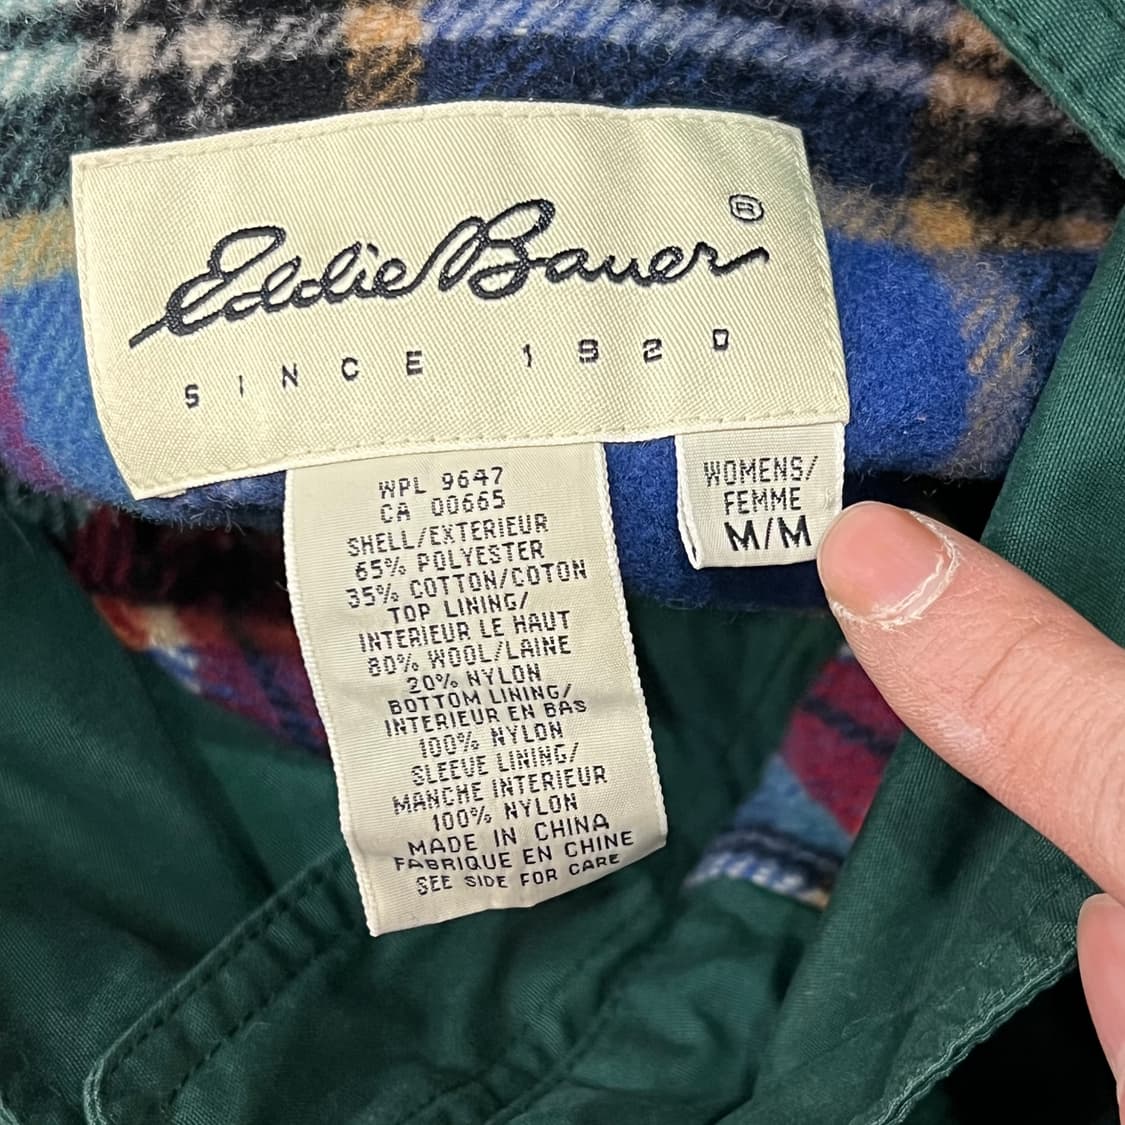 Eddie Bauer ®
SINCE 1920
WPL 9647
CA 00665
SHELL/EXTERIEUR
65% POLYESTER
35% COTTON/COTON
TOP LINING/
INTERIEUR LE HAUT
80% WOOL/LAINE
20% NYLON
BOTTOM LINING/
INTERIEUR EN BAS
100% NYLON
SLEEVE LINING/
MANCHE INTERIEUR
100% NYLON
MADE IN CHINA
FABRIQUE EN CHINE
SEE SIDE FOR CARE
WOMENS/
FEMME
M/M